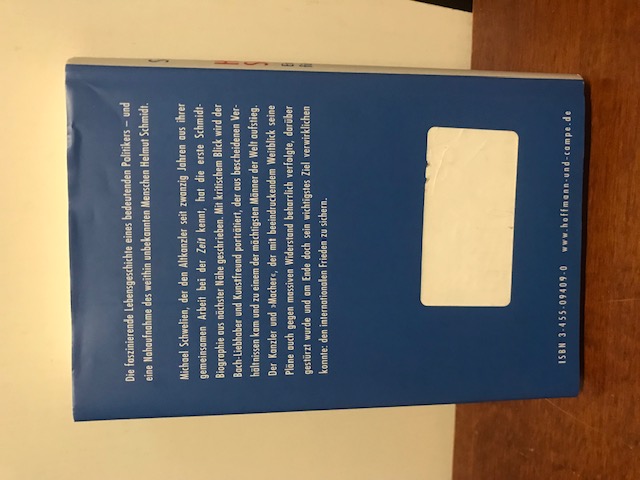 Die faszinierende Lebensgeschichte eines bedeutenden Politikers – und
eine Nahaufnahme des weithin unbekannten Menschen Helmut Schmidt.
Michael Schwelien, der den Altkanzler seit zwanzig Jahren aus ihrer
gemeinsamen Arbeit bei der Zeit kennt, hat die erste Schmidt-
Biographie aus nächster Nähe geschrieben. Mit kritischem Blick wird der
Bach-Liebhaber und Kunstfreund porträtiert, der aus bescheidenen Ver-
hältnissen kam und zu einem der mächtigsten Männer der Welt aufstieg.
Der Kanzler und »Macher«, der mit beeindruckendem Weitblick seine
Pläne auch gegen massiven Widerstand beharrlich verfolgte, darüber
gestürzt wurde und am Ende doch sein wichtigstes Ziel verwirklichen
konnte: den internationalen Frieden zu sichern.
ISBN 3-455-09409-0 www.hoffmann-und-campe.de